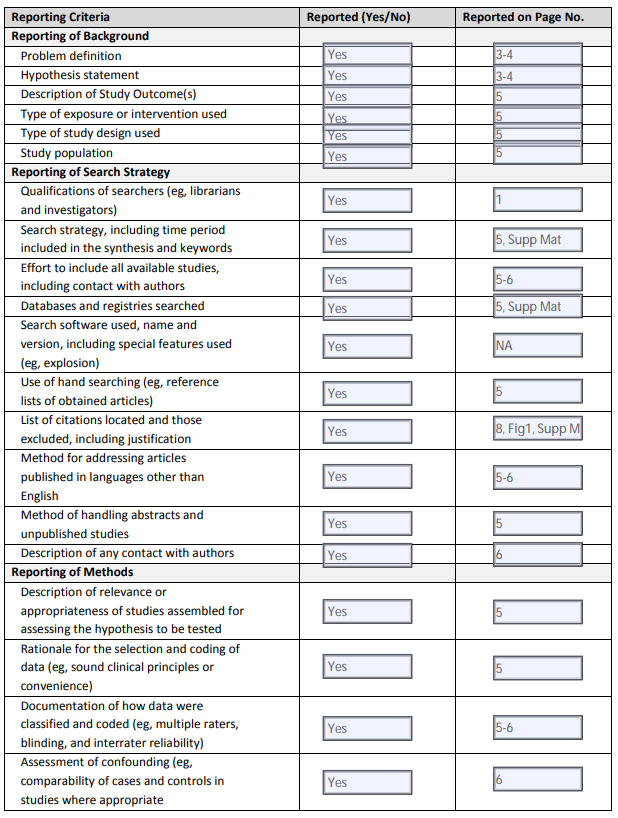 Reporting Criteria Reported (Yes/No) Reported on Page No.
Reporting of Background
Problem definition Yes 3-4
Hypothesis statement Yes 3-4
Description of Study Outcome(s) Yes 5
Type of exposure or intervention used Yes 5
Type of study design used Yes 5
Study population Yes 5
Reporting of Search Strategy
Qualifications of searchers (eg, librarians
and investigators) Yes 1
Search strategy, including time period
included in the synthesis and keywords Yes 5, Supp Mat
Effort to include all available studies,
including contact with authors Yes 5-6
Databases and registries searched Yes 5, Supp Mat
Search software used, name and
version, including special features used Yes NA
(eg, explosion)
Use of hand searching (eg, reference
lists of obtained articles) Yes 5
List of citations located and those
excluded, including justification Yes 8, Fig1, Supp M
Method for addressing articles
published in languages other than Yes 5-6
English
Method of handling abstracts and
unpublished studies Yes 5
Description of any contact with authors Yes 6
Reporting of Methods
Description of relevance or
appropriateness of studies assembled for Yes 5
assessing the hypothesis to be tested
Rationale for the selection and coding of
data (eg, sound clinical principles or Yes 5
convenience)
Documentation of how data were
classified and coded (eg, multiple raters, Yes 5-6
blinding, and interrater reliability)
Assessment of confounding (eg,
comparability of cases and controls in Yes 6
studies where appropriate